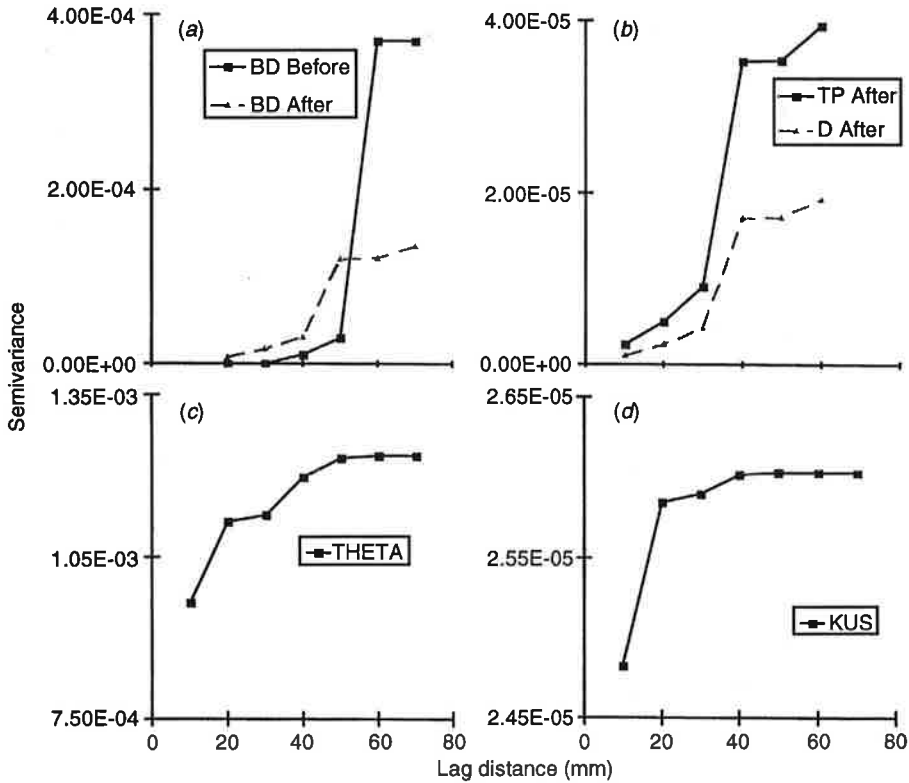 4.00E-04
(a)
BD Before
BD After
2.00E-04
0.00E+00
4.00E-05
(b)
TP After
D After
2.00E-05
0.00E+00
Semivariance
1.35E-03
(c)
1.05E-03
THETA
7.50E-04
0 20 40 60 80
2.65E-05
(d)
2.55E-05
KUS
2.45E-05
0 20 40 60 80
Lag distance (mm)